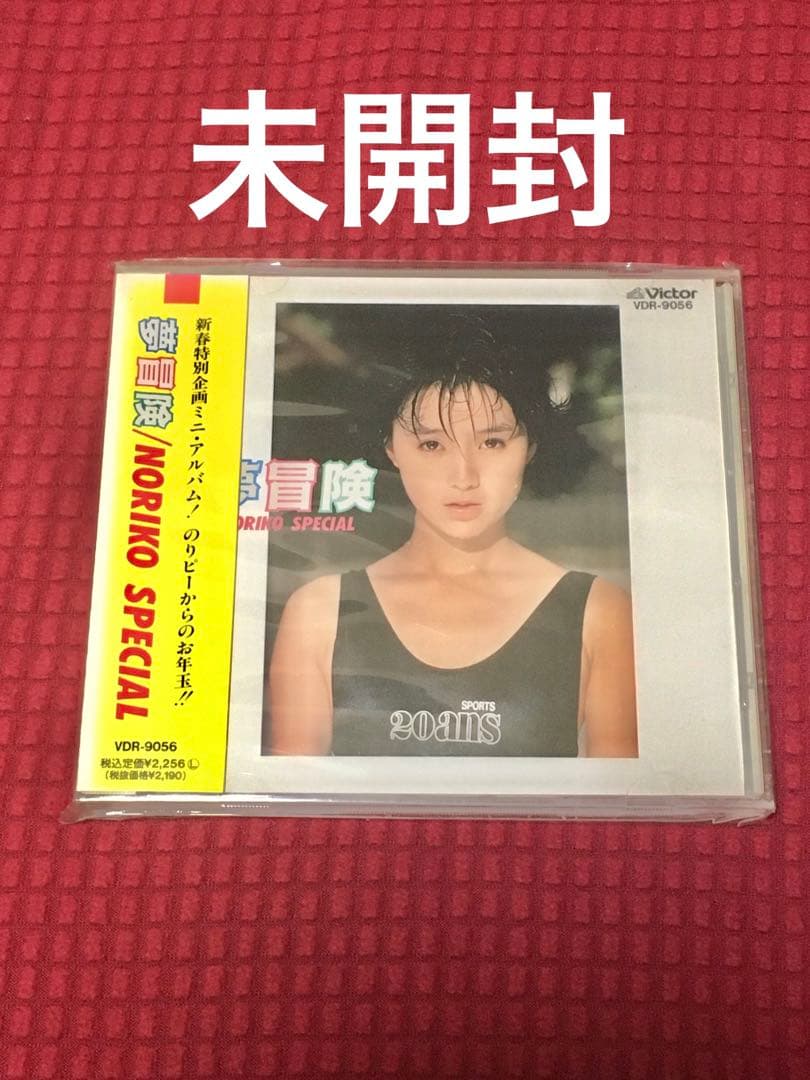 未開封
夢冒険/NORIKO SPECIAL
新春特別企画ミニ・アルバム! のりピーからのお年玉!!
VDR-9056
税込定価¥2,256Ⓛ
(税抜価格¥2,190)
Victor
VDR-9056
夢冒険
ORIKO SPECIAL
SPORTS
20ans